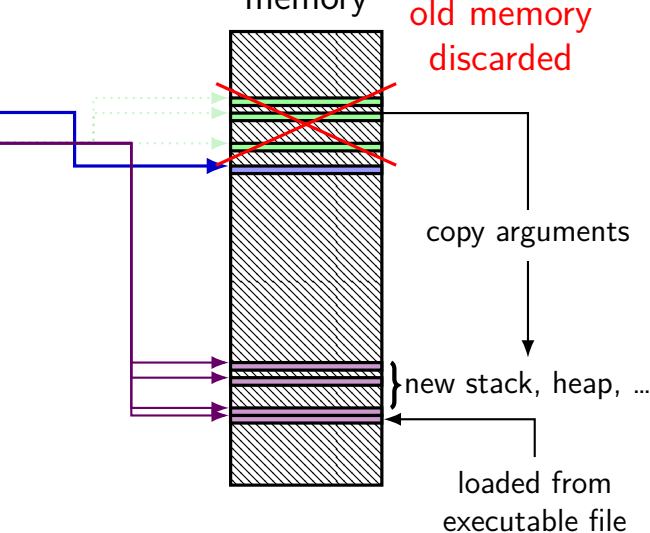 memory
old memory
discarded
copy arguments
new stack, heap, ...
loaded from
executable file